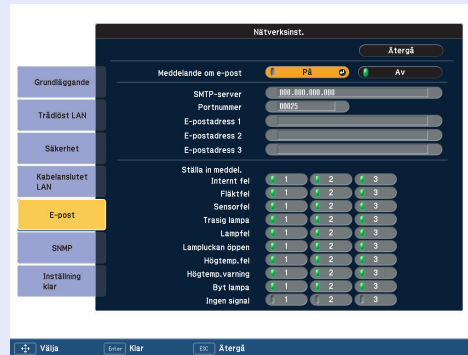 Nätverksinst.
Återgå
Meddelande om e-post På Av
Grundläggande
SMTP-server 000.000.000.000
Portnummer 00025
Trådlöst LAN
E-postadress 1
E-postadress 2
Säkerhet
E-postadress 3
Kabelanslutet
LAN
Ställa in meddel.
Internt fel 1 2 3
Fläktfel 1 2 3
E-post
Sensorfel 1 2 3
Trasig lampa 1 2 3
Lampfel 1 2 3
SNMP
Lampluckan öppen 1 2 3
Högtemp.fel 1 2 3
Inställning
klar
Högtemp.varning 1 2 3
Byt lampa 1 2 3
Ingen signal 1 2 3
Välja Enter Klar ESC Återgå